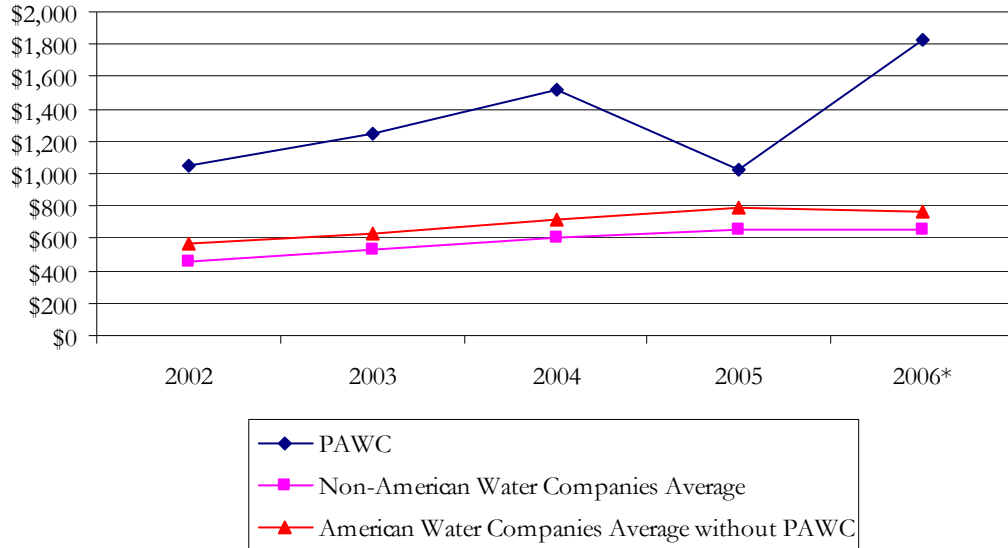 $2,000
$1,800
$1,600
$1,400
$1,200
$1,000
$800
$600
$400
$200
$0
2002 2003 2004 2005 2006*
PAWC
Non-American Water Companies Average
American Water Companies Average without PAWC